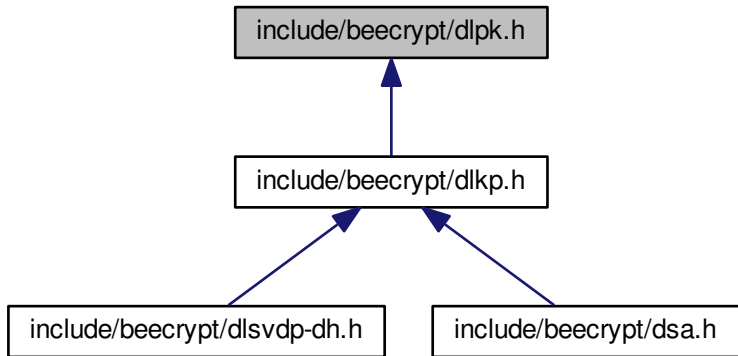 include/beecrypt/dlpk.h
include/beecrypt/dlkp.h
include/beecrypt/dlsvdp-dh.h
include/beecrypt/dsa.h